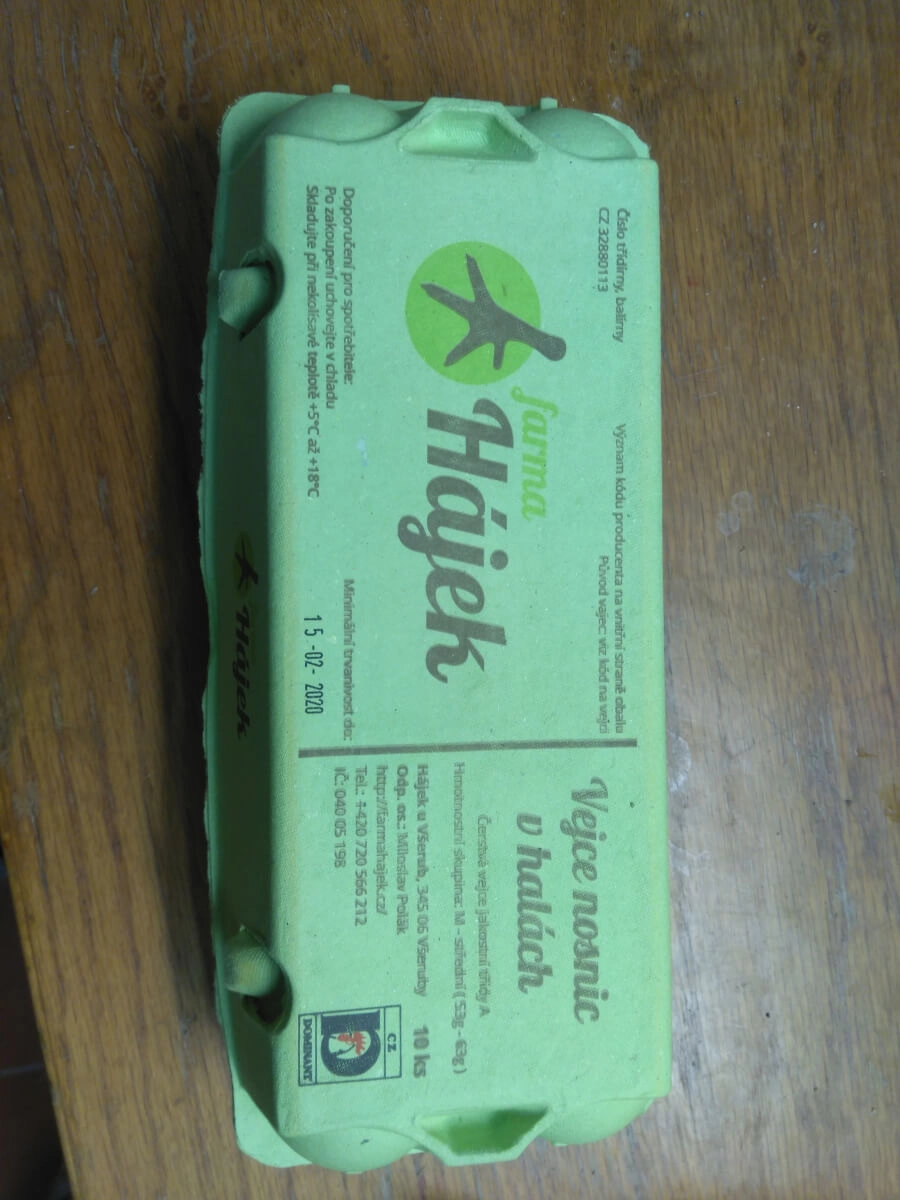 Číslo třídírny, balírny
CZ 32880113
Význam kódu producenta na vnitřní straně obalu
Původ vajec: viz kód na vejci
farma
Hájek
Doporučení pro spotřebitele:
Po zakoupení uchovejte v chladu
Skladujte při nekolísavé teplotě +5°C až +18°C
Minimální trvanlivost do:
15-02-2020
Vejce nosnic
v halách
Čerstvá vejce jakostní třídy A
Hmotnostní skupina: M - střední ( 53g - 63g )
Hájek u Všerub, 345 06 Všeruby
10 ks
Odp. os.: Miloslav Polák
http://farmahajek.cz/
Tel.: +420 720 566 212
IČ: 040 05 198
CZ
D
DOMINANT
Hájek